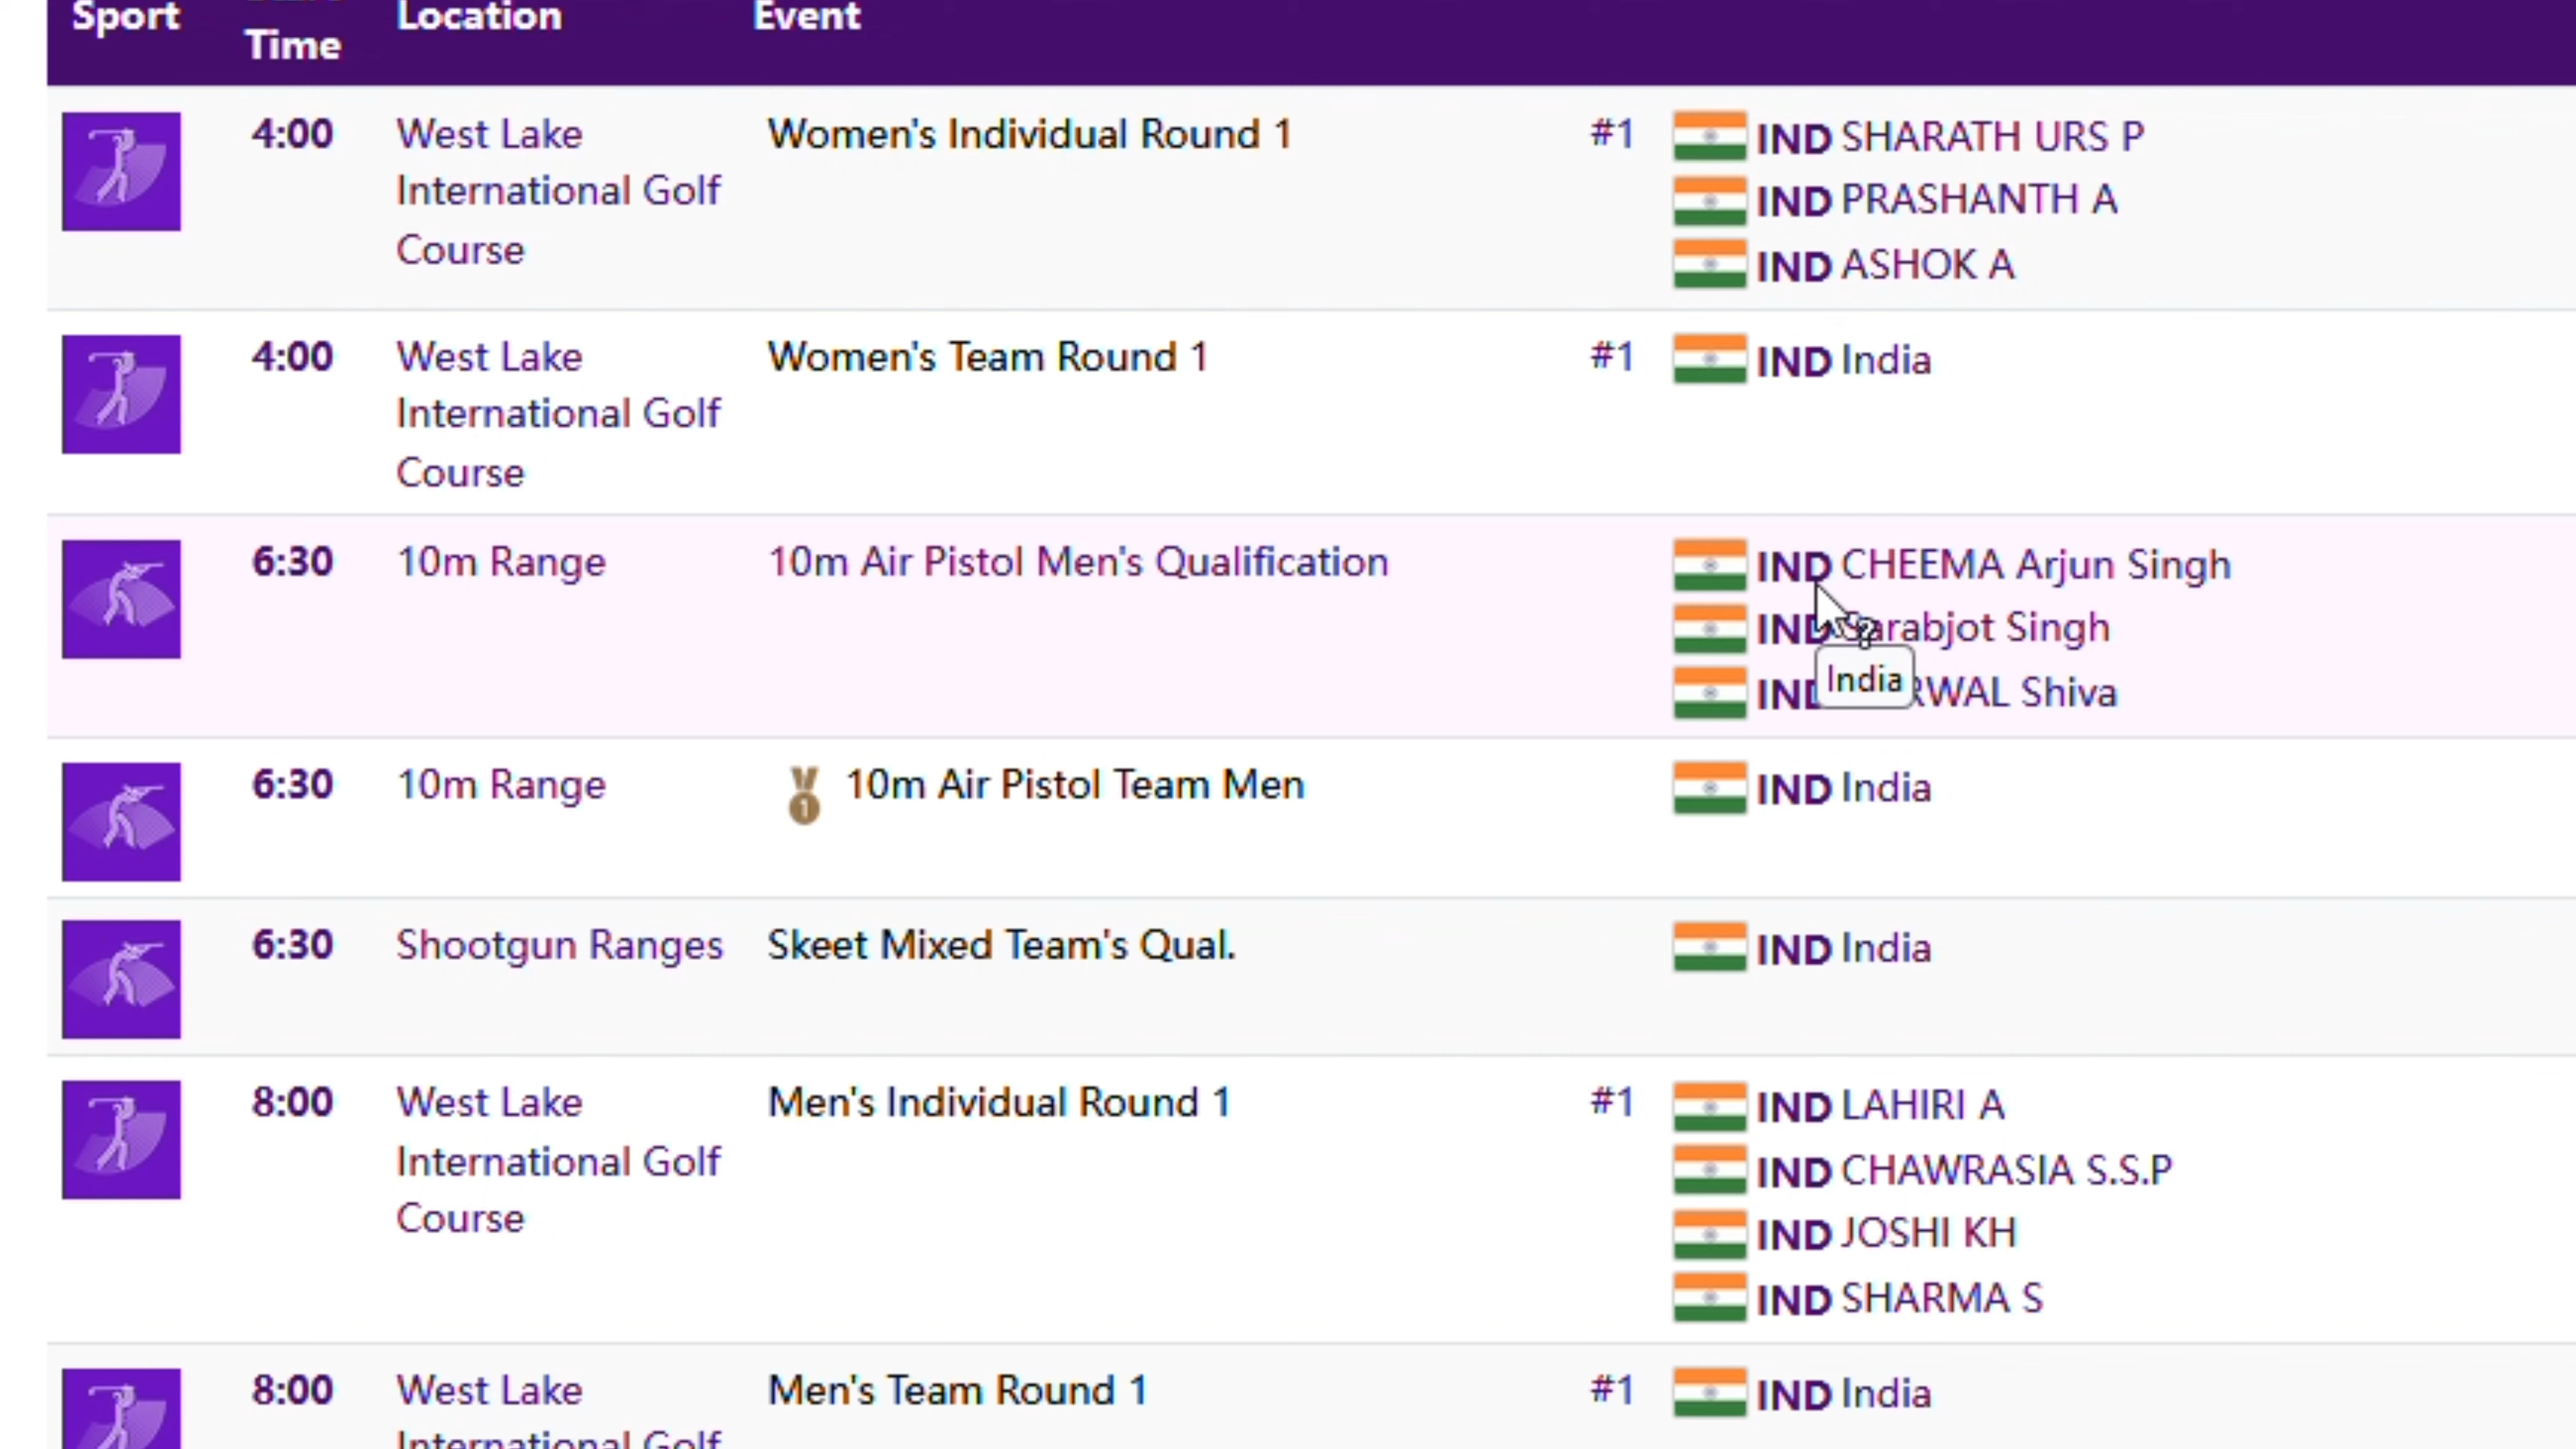 Sport Time Location Event
4:00 West Lake Women's Individual Round 1 #1 IND SHARATH URS P
International Golf IND PRASHANTH A
Course IND ASHOK A
4:00 West Lake Women's Team Round 1 #1 IND India
International Golf
Course
6:30 10m Range 10m Air Pistol Men's Qualification IND CHEEMA Arjun Singh
IND Singh
India
IND Shiva
6:30 10m Range 1 10m Air Pistol Team Men IND India
6:30 Shootgun Ranges Skeet Mixed Team's Qual. IND India
8:00 West Lake Men's Individual Round 1 #1 IND LAHIRI A
International Golf IND CHAWRASIA S.S.P
Course IND JOSHI KH
IND SHARMA S
8:00 West Lake Men's Team Round 1 #1 IND India
International Golf